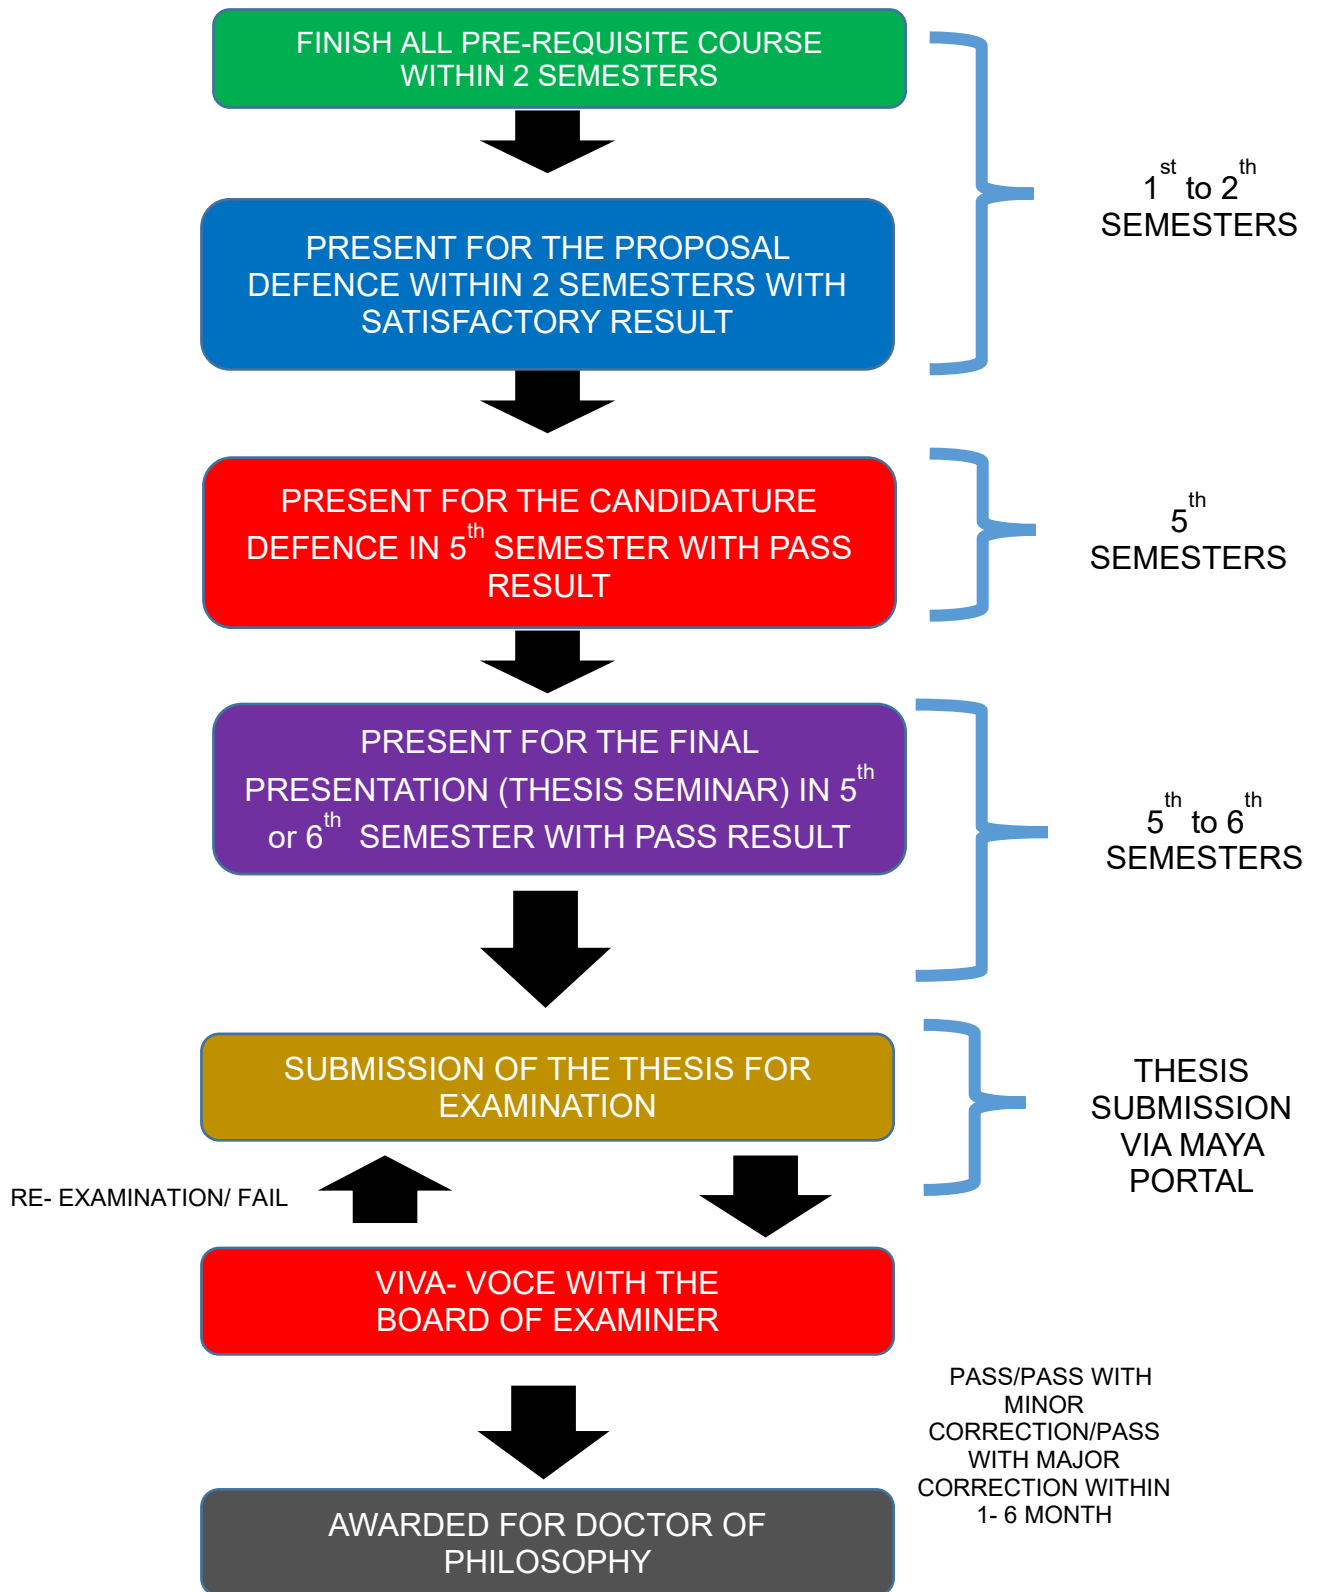 FINISH ALL PRE-REQUISITE COURSE
WITHIN 2 SEMESTERS
1st to 2th
SEMESTERS
PRESENT FOR THE PROPOSAL
DEFENCE WITHIN 2 SEMESTERS WITH
SATISFACTORY RESULT
PRESENT FOR THE CANDIDATURE
DEFENCE IN 5th SEMESTER WITH PASS
RESULT
5th
SEMESTERS
PRESENT FOR THE FINAL
PRESENTATION (THESIS SEMINAR) IN 5th
or 6th SEMESTER WITH PASS RESULT
5th to 6th
SEMESTERS
SUBMISSION OF THE THESIS FOR
EXAMINATION
THESIS
SUBMISSION
VIA MAYA
PORTAL
RE- EXAMINATION/ FAIL
VIVA- VOCE WITH THE
BOARD OF EXAMINER
PASS/PASS WITH
MINOR
CORRECTION/PASS
WITH MAJOR
CORRECTION WITHIN
1- 6 MONTH
AWARDED FOR DOCTOR OF
PHILOSOPHY